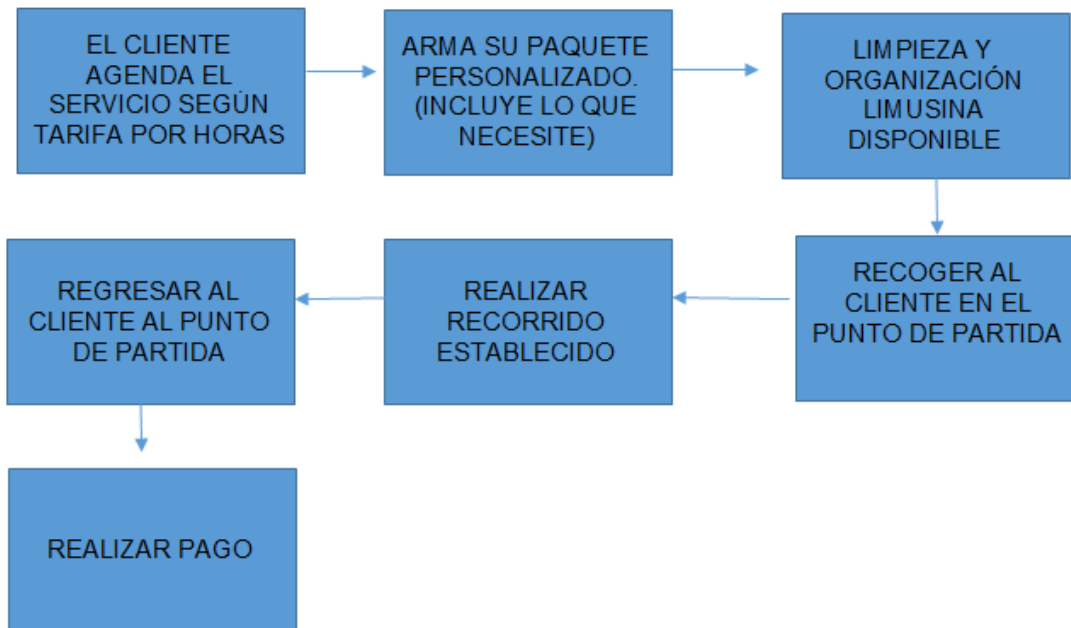 EL CLIENTE
AGENDA EL
SERVICIO SEGÚN
TARIFA POR HORAS
ARMA SU PAQUETE
PERSONALIZADO.
(INCLUYE LO QUE
NECESITE)
LIMPIEZA Y
ORGANIZACIÓN
LIMUSINA
DISPONIBLE
RECOGER AL
CLIENTE EN EL
PUNTO DE PARTIDA
REALIZAR
RECORRIDO
ESTABLECIDO
REGRESAR AL
CLIENTE AL PUNTO
DE PARTIDA
REALIZAR PAGO